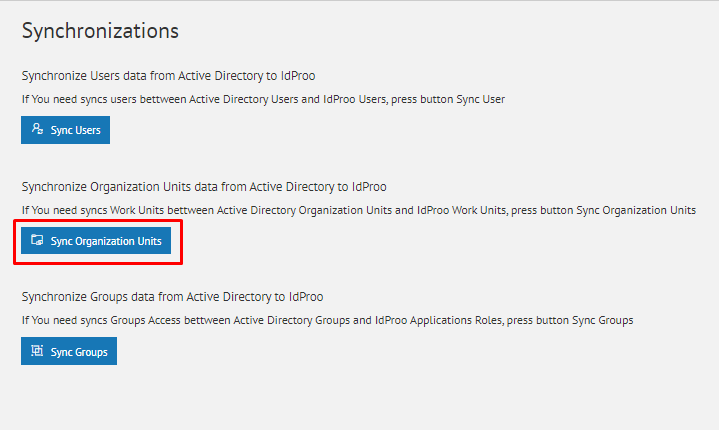 Synchronizations
Synchronize Users data from Active Directory to IdProo
If You need syncs users bettween Active Directory Users and IdProo Users, press button Sync User
Sync Users
Synchronize Organization Units data from Active Directory to IdProo
If You need syncs Work Units bettween Active Directory Organization Units and IdProo Work Units, press button Sync Organization Units
Sync Organization Units
Synchronize Groups data from Active Directory to IdProo
If You need syncs Groups Access bettween Active Directory Groups and IdProo Applications Roles, press button Sync Groups
Sync Groups